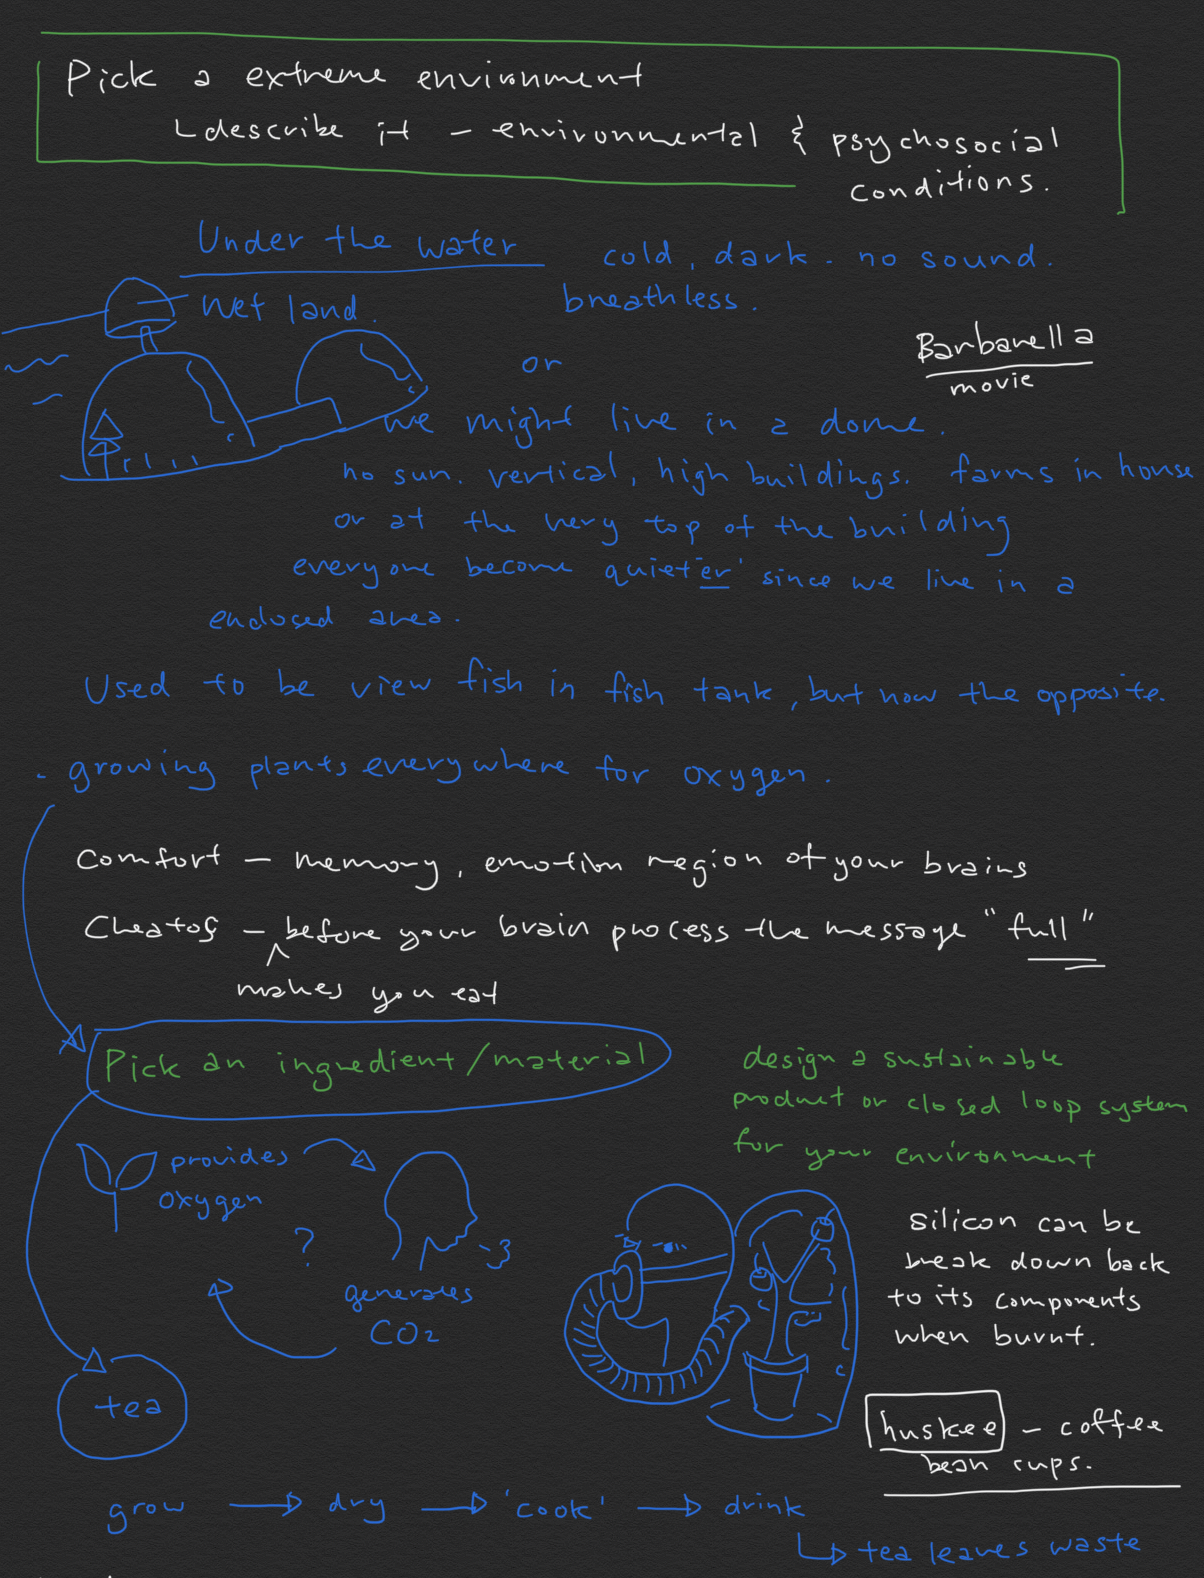 Pick a extreme environment
describe it - environmental & psychosocial
conditions.
Under the water cold, dark. no sound.
Wet land. breathless.
Barbarella
movie
or
we might live in a dome.
no sun. vertical, high buildings. farms in house
or at the very top of the building
everyone become quieter since we live in a
enclosed area.
Used to be view fish in fish tank, but now the opposite.
- growing plants everywhere for oxygen.
Comfort - memory, emotion region of your brains
Cheatos - before your brain process the message "full"
makes you eat
Pick an ingredient/material
design a sustainable
product or closed loop system
for your environment
provides
oxygen
?
generates
CO2
silicon can be
break down back
to its components
when burnt.
tea
huskee - coffee
bean cups.
grow → dry → 'cook' → drink
tea leaves waste